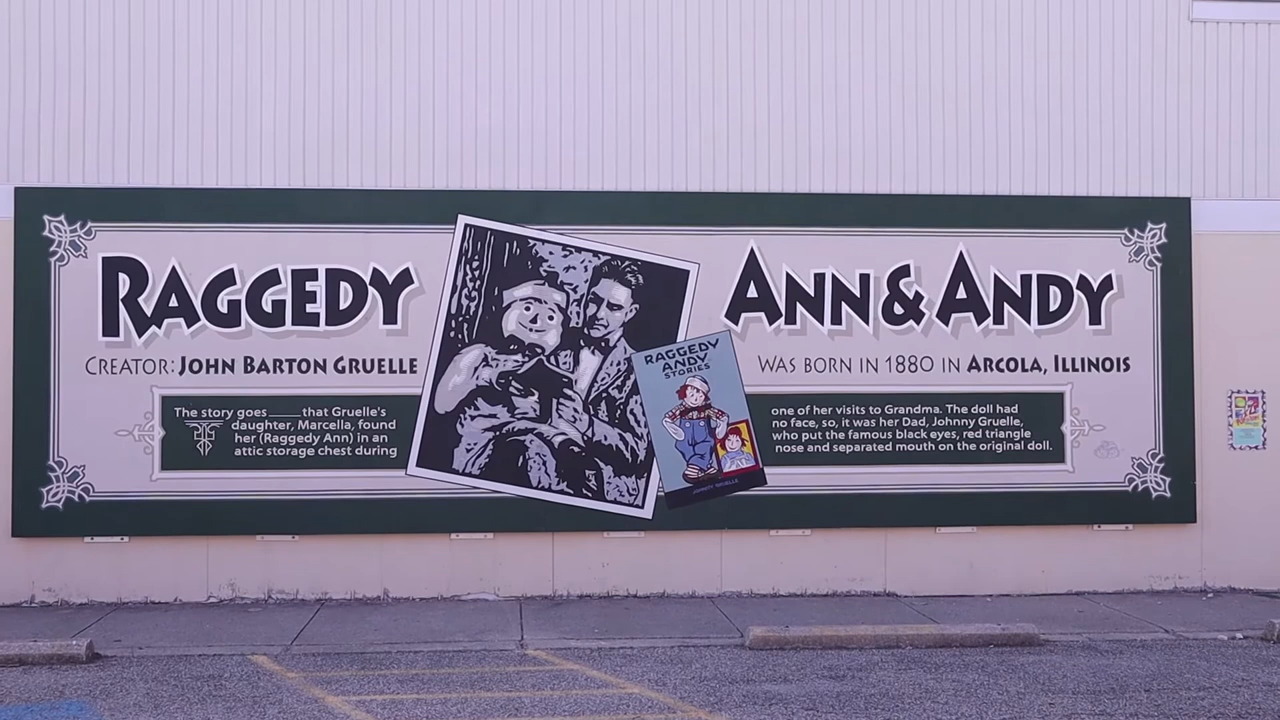 RAGGEDY ANN & ANDY
CREATOR: JOHN BARTON GRUELLE
WAS BORN IN 1880 IN ARCOLA, ILLINOIS
The story goes ____ that Gruelle's
daughter, Marcella, found
her (Raggedy Ann) in an
attic storage chest during
RAGGEDY
ANDY
STORIES
JOHNNY GRUELLE
one of her visits to Grandma. The doll had
no face, so, it was her Dad, Johnny Gruelle,
who put the famous black eyes, red triangle
nose and separated mouth on the original doll.